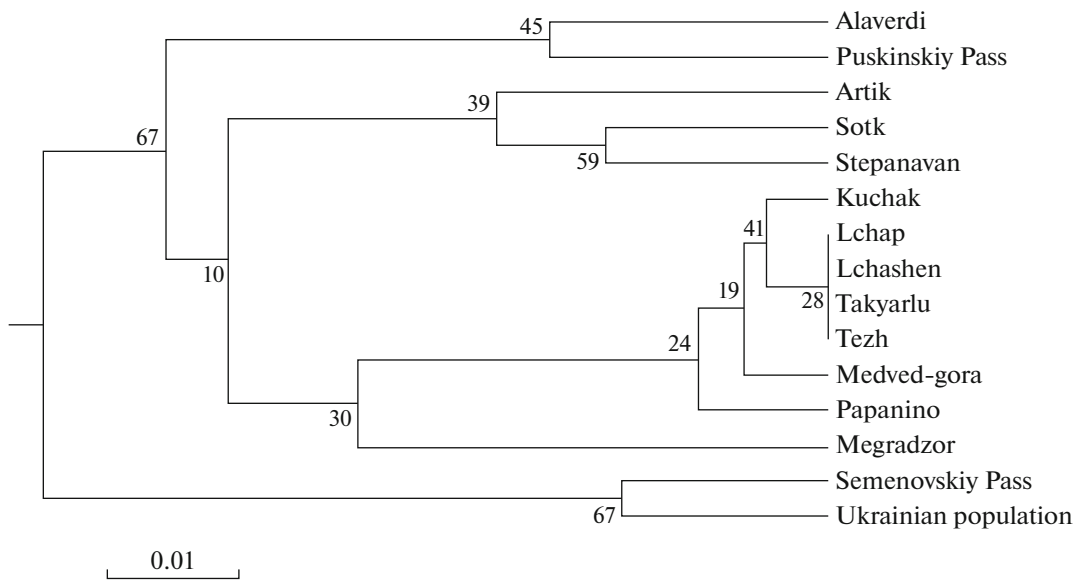 Alaverdi
45
Puskinskiy Pass
Artik
39
Sotk
67
59
Stepanavan
Kuchak
41
Lchap
10
Lchashen
19
28
Takyarlu
24
Tezh
Medved-gora
30
Papanino
Megradzor
Semenovskiy Pass
67
Ukrainian population
0.01